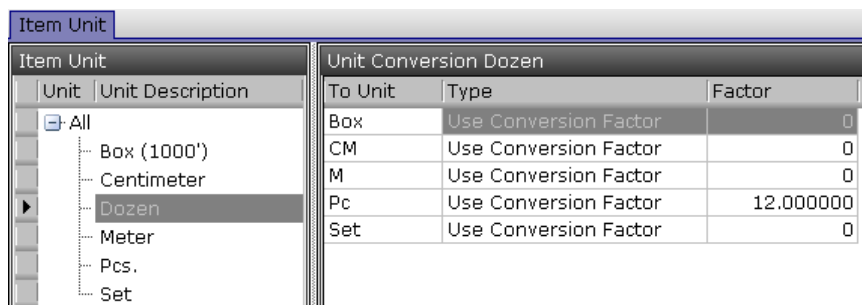 Item Unit
Item Unit
Unit Unit Description
All
Box (1000')
Centimeter
Dozen
Meter
Pcs.
Set
Unit Conversion Dozen
To Unit Type Factor
Box Use Conversion Factor 0
CM Use Conversion Factor 0
M Use Conversion Factor 0
Pc Use Conversion Factor 12.000000
Set Use Conversion Factor 0